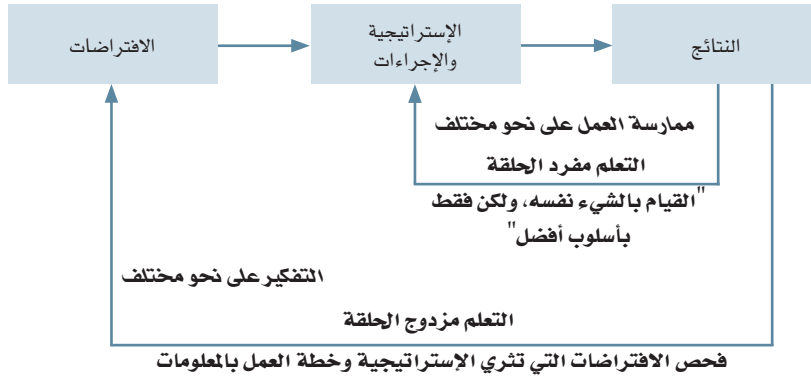 الافتراضات
الإستراتيجية
والإجراءات
النتائج
ممارسة العمل على نحو مختلف
التعلم مفرد الحلقة
"القيام بالشيء نفسه، ولكن فقط
بأسلوب أفضل"
التفكير على نحو مختلف
التعلم مزدوج الحلقة
فحص الافتراضات التي تثري الإستراتيجية وخطة العمل بالمعلومات